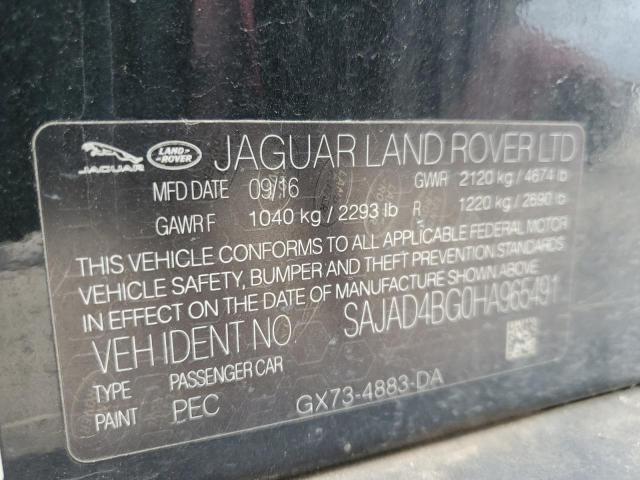 JAGUAR LAND-ROVER JAGUAR LAND ROVER LTD
MFD DATE 09/16 GWR 2120 kg / 4674 lb
GAWR F 1040 kg / 2293 lb R 1220 kg / 2690 lb
THIS VEHICLE CONFORMS TO ALL APPLICABLE FEDERAL MOTOR
VEHICLE SAFETY, BUMPER AND THEFT PREVENTION STANDARDS
IN EFFECT ON THE DATE OF MANUFACTURE SHOWN ABOVE
VEH IDENT NO. SAJAD4BG0HA965491
TYPE PASSENGER CAR
PAINT PEC GX73-4883-DA